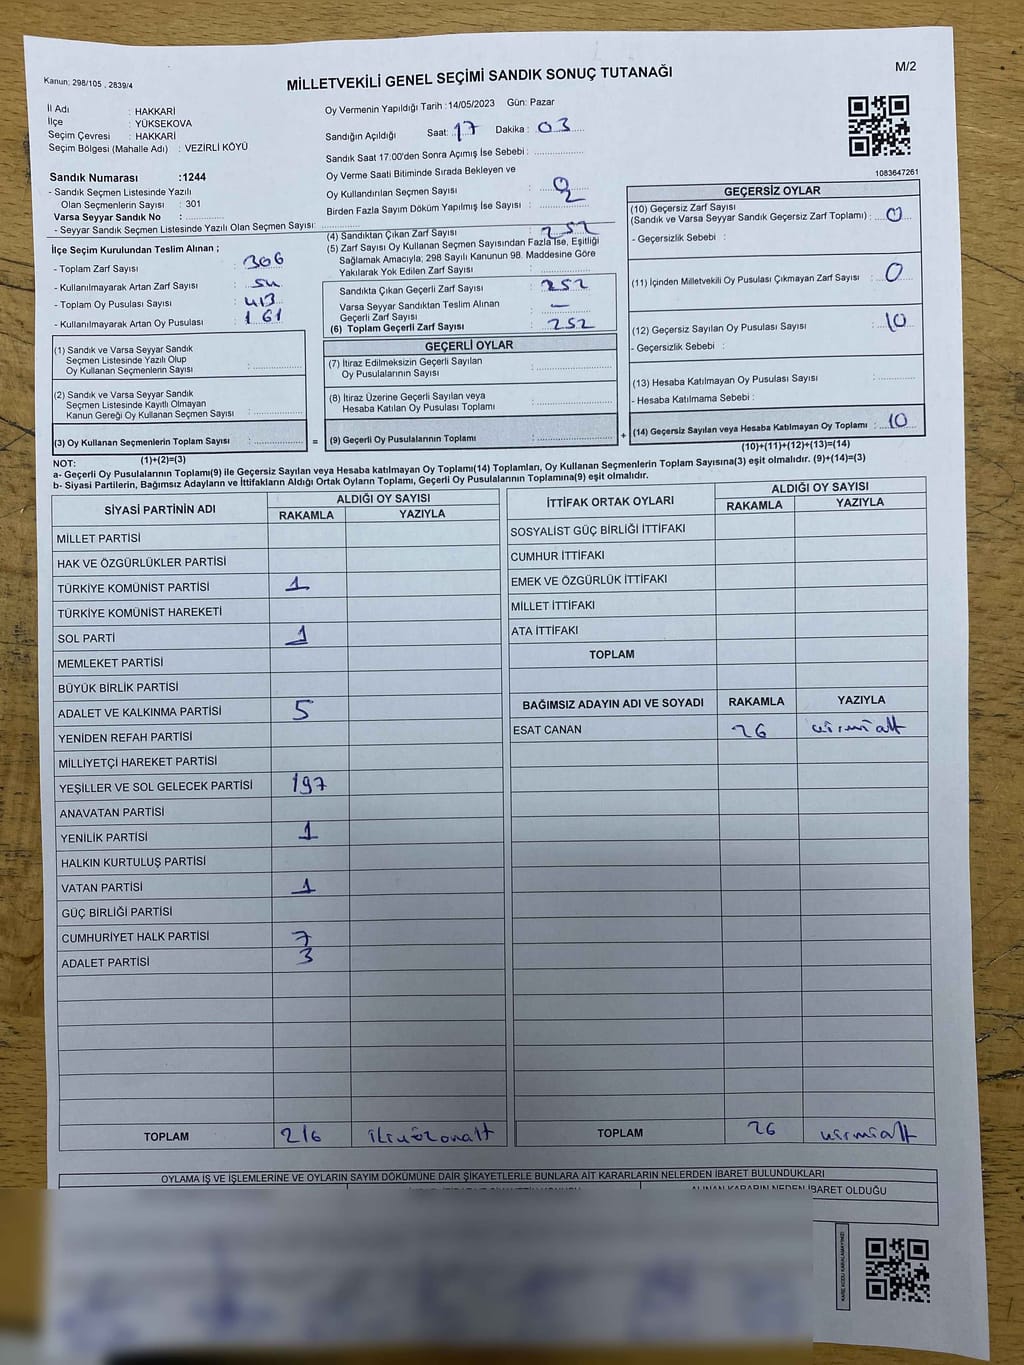 Kanun: 298/105 , 2839/4
MİLLETVEKİLİ GENEL SEÇİMİ SANDIK SONUÇ TUTANAĞI
M/2
İl Adı : HAKKARİ
İlçe : YÜKSEKOVA
Seçim Çevresi : HAKKARİ
Seçim Bölgesi (Mahalle Adı) : VEZİRLİ KÖYÜ
Sandık Numarası :1244
- Sandık Seçmen Listesinde Yazılı
Olan Seçmenlerin Sayısı : 301
Varsa Seyyar Sandık No :
- Seyyar Sandık Seçmen Listesinde Yazılı Olan Seçmen Sayısı:
İlçe Seçim Kurulundan Teslim Alınan ;
- Toplam Zarf Sayısı : 306
- Kullanılmayarak Artan Zarf Sayısı : 54
- Toplam Oy Pusulası Sayısı : 413
- Kullanılmayarak Artan Oy Pusulası : 161
Oy Vermenin Yapıldığı Tarih : 14/05/2023 Gün: Pazar
Sandığın Açıldığı Saat: 17 Dakika : 03
Sandık Saat 17:00'den Sonra Açımış İse Sebebi :
Oy Verme Saati Bitiminde Sırada Bekleyen ve
Oy Kullandırılan Seçmen Sayısı :
Birden Fazla Sayım Döküm Yapılmış İse Sayısı :
(4) Sandıktan Çıkan Zarf Sayısı : 252
(5) Zarf Sayısı Oy Kullanan Seçmen Sayısından Fazla İse, Eşitliği
Sağlamak Amacıyla; 298 Sayılı Kanunun 98. Maddesine Göre
Yakılarak Yok Edilen Zarf Sayısı :
Sandıkta Çıkan Geçerli Zarf Sayısı : 252
Varsa Seyyar Sandıktan Teslim Alınan
Geçerli Zarf Sayısı : —
(6) Toplam Geçerli Zarf Sayısı : 252
1083647261
GEÇERSİZ OYLAR
(10) Geçersiz Zarf Sayısı
(Sandık ve Varsa Seyyar Sandık Geçersiz Zarf Toplamı) : 0
- Geçersizlik Sebebi :
(11) İçinden Milletvekili Oy Pusulası Çıkmayan Zarf Sayısı : 0
(12) Geçersiz Sayılan Oy Pusulası Sayısı : 10
- Geçersizlik Sebebi :
(13) Hesaba Katılmayan Oy Pusulası Sayısı :
- Hesaba Katılmama Sebebi :
(14) Geçersiz Sayılan veya Hesaba Katılmayan Oy Toplamı : 10
(10)+(11)+(12)+(13)=(14)
(1) Sandık ve Varsa Seyyar Sandık
Seçmen Listesinde Yazılı Olup
Oy Kullanan Seçmenlerin Sayısı :
(2) Sandık ve Varsa Seyyar Sandık
Seçmen Listesinde Kayıtlı Olmayan
Kanun Gereği Oy Kullanan Seçmen Sayısı :
(3) Oy Kullanan Seçmenlerin Toplam Sayısı : =
(1)+(2)=(3)
GEÇERLİ OYLAR
(7) İtiraz Edilmeksizin Geçerli Sayılan
Oy Pusulalarının Sayısı :
(8) İtiraz Üzerine Geçerli Sayılan veya
Hesaba Katılan Oy Pusulası Toplamı :
(9) Geçerli Oy Pusulalarının Toplamı : +
NOT:
a- Geçerli Oy Pusulalarının Toplamı(9) ile Geçersiz Sayılan veya Hesaba katılmayan Oy Toplamı(14) Toplamları, Oy Kullanan Seçmenlerin Toplam Sayısına(3) eşit olmalıdır. (9)+(14)=(3)
b- Siyasi Partilerin, Bağımsız Adayların ve İttifakların Aldığı Ortak Oyların Toplamı, Geçerli Oy Pusulalarının Toplamına(9) eşit olmalıdır.
SİYASİ PARTİNİN ADI ALDIĞI OY SAYISI
RAKAMLA YAZIYLA
MİLLET PARTİSİ
HAK VE ÖZGÜRLÜKLER PARTİSİ
TÜRKİYE KOMÜNİST PARTİSİ 1
TÜRKİYE KOMÜNİST HAREKETİ
SOL PARTİ 1
MEMLEKET PARTİSİ
BÜYÜK BİRLİK PARTİSİ
ADALET VE KALKINMA PARTİSİ 5
YENİDEN REFAH PARTİSİ
MİLLİYETÇİ HAREKET PARTİSİ
YEŞİLLER VE SOL GELECEK PARTİSİ 197
ANAVATAN PARTİSİ
YENİLİK PARTİSİ 1
HALKIN KURTULUŞ PARTİSİ
VATAN PARTİSİ 1
GÜÇ BİRLİĞİ PARTİSİ
CUMHURİYET HALK PARTİSİ 7
ADALET PARTİSİ 3
TOPLAM 216 ikiüzonalt
İTTİFAK ORTAK OYLARI ALDIĞI OY SAYISI
RAKAMLA YAZIYLA
SOSYALİST GÜÇ BİRLİĞİ İTTİFAKI
CUMHUR İTTİFAKI
EMEK VE ÖZGÜRLÜK İTTİFAKI
MİLLET İTTİFAKI
ATA İTTİFAKI
TOPLAM
BAĞIMSIZ ADAYIN ADI VE SOYADI RAKAMLA YAZIYLA
ESAT CANAN 26
TOPLAM 26
OYLAMA İŞ VE İŞLEMLERİNE VE OYLARIN SAYIM DÖKÜMÜNE DAİR ŞİKAYETLERLE BUNLARA AİT KARARLARIN NELERDEN İBARET BULUNDUKLARI
ALINAN KARARIN NEDEN İBARET OLDUĞU